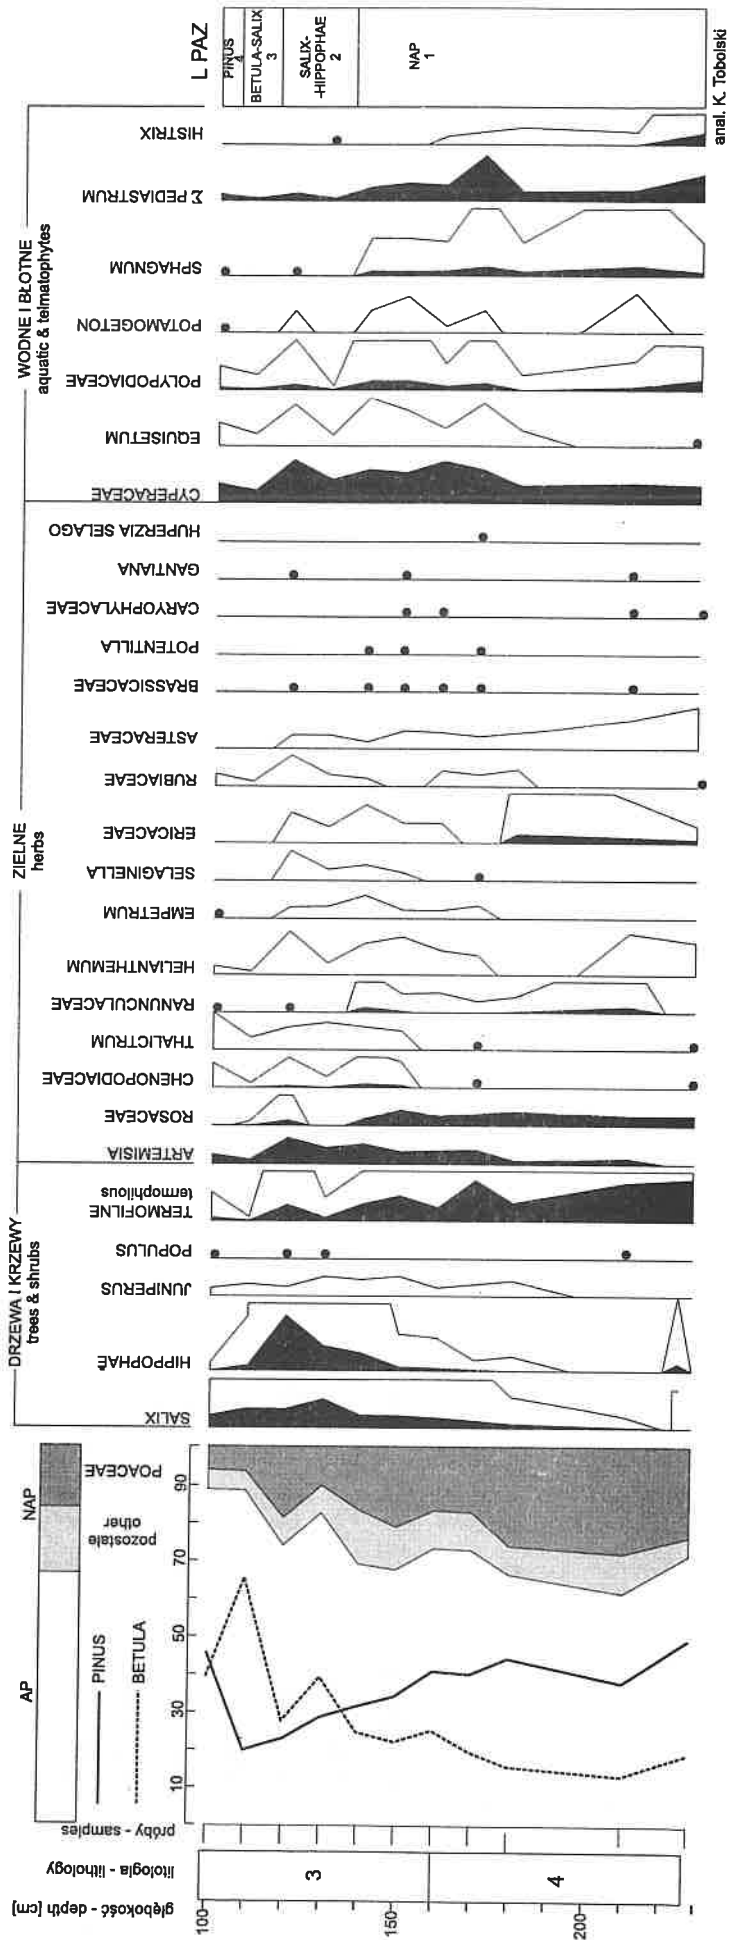 głębokość - depth [cm]
litologia - lithology
próby - samples
100
150
200
3
4
AP
NAP
PINUS
BETULA
pozostałe
other
POACEAE
10
30
50
70
90
DRZEWA I KRZEWY
trees & shrubs
SALIX
HIPPOPHAË
JUNIPERUS
POPULUS
TERMOFILNE
termophilous
ZIELNE
herbs
ARTEMISIA
ROSACEAE
CHENOPODIACEAE
THALICTRUM
RANUNCULACEAE
HELIANTHEMUM
EMPETRUM
SELAGINELLA
ERICACEAE
RUBIACEAE
ASTERACEAE
BRASSICACEAE
POTENTILLA
CARYOPHYLACEAE
GANTIANA
HUPERZIA SELAGO
WODNE I BŁOTNE
aquatic & telmatophytes
CYPERACEAE
EQUISETUM
POLYPODIACEAE
POTAMOGETON
SPHAGNUM
Σ PEDIASTRUM
HISTRIX
L PAZ
PINUS
4
BETULA-SALIX
3
SALIX-
-HIPPOPHAE
2
NAP
1
anal. K. Tobolski